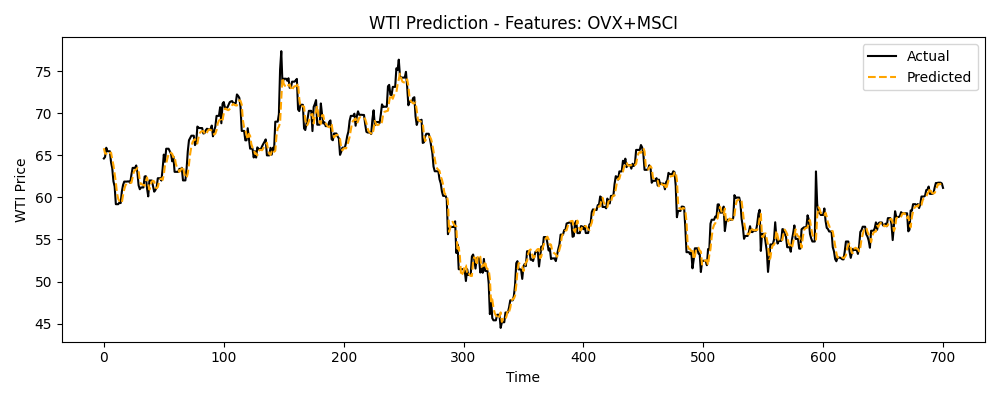 WTI Prediction - Features: OVX+MSCI
Actual
Predicted
WTI Price
75
70
65
60
55
50
45
0 100 200 300 400 500 600 700
Time